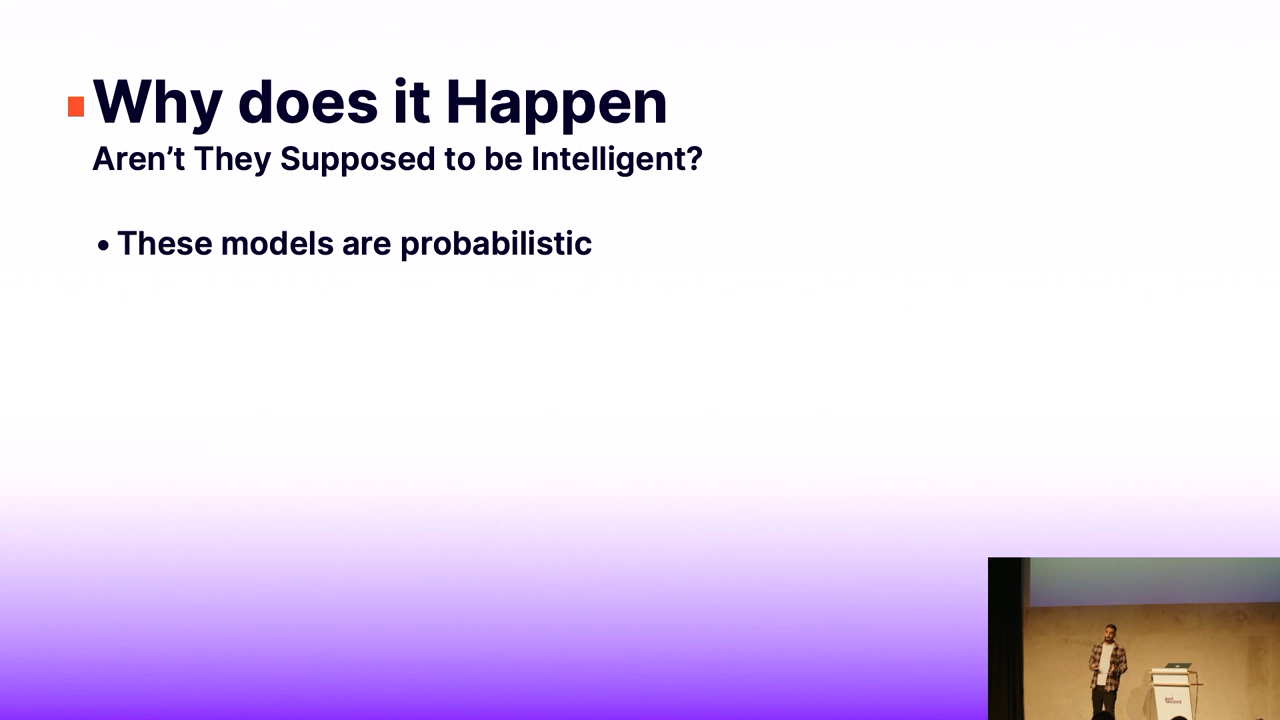 Why does it Happen
Aren’t They Supposed to be Intelligent?
• These models are probabilistic